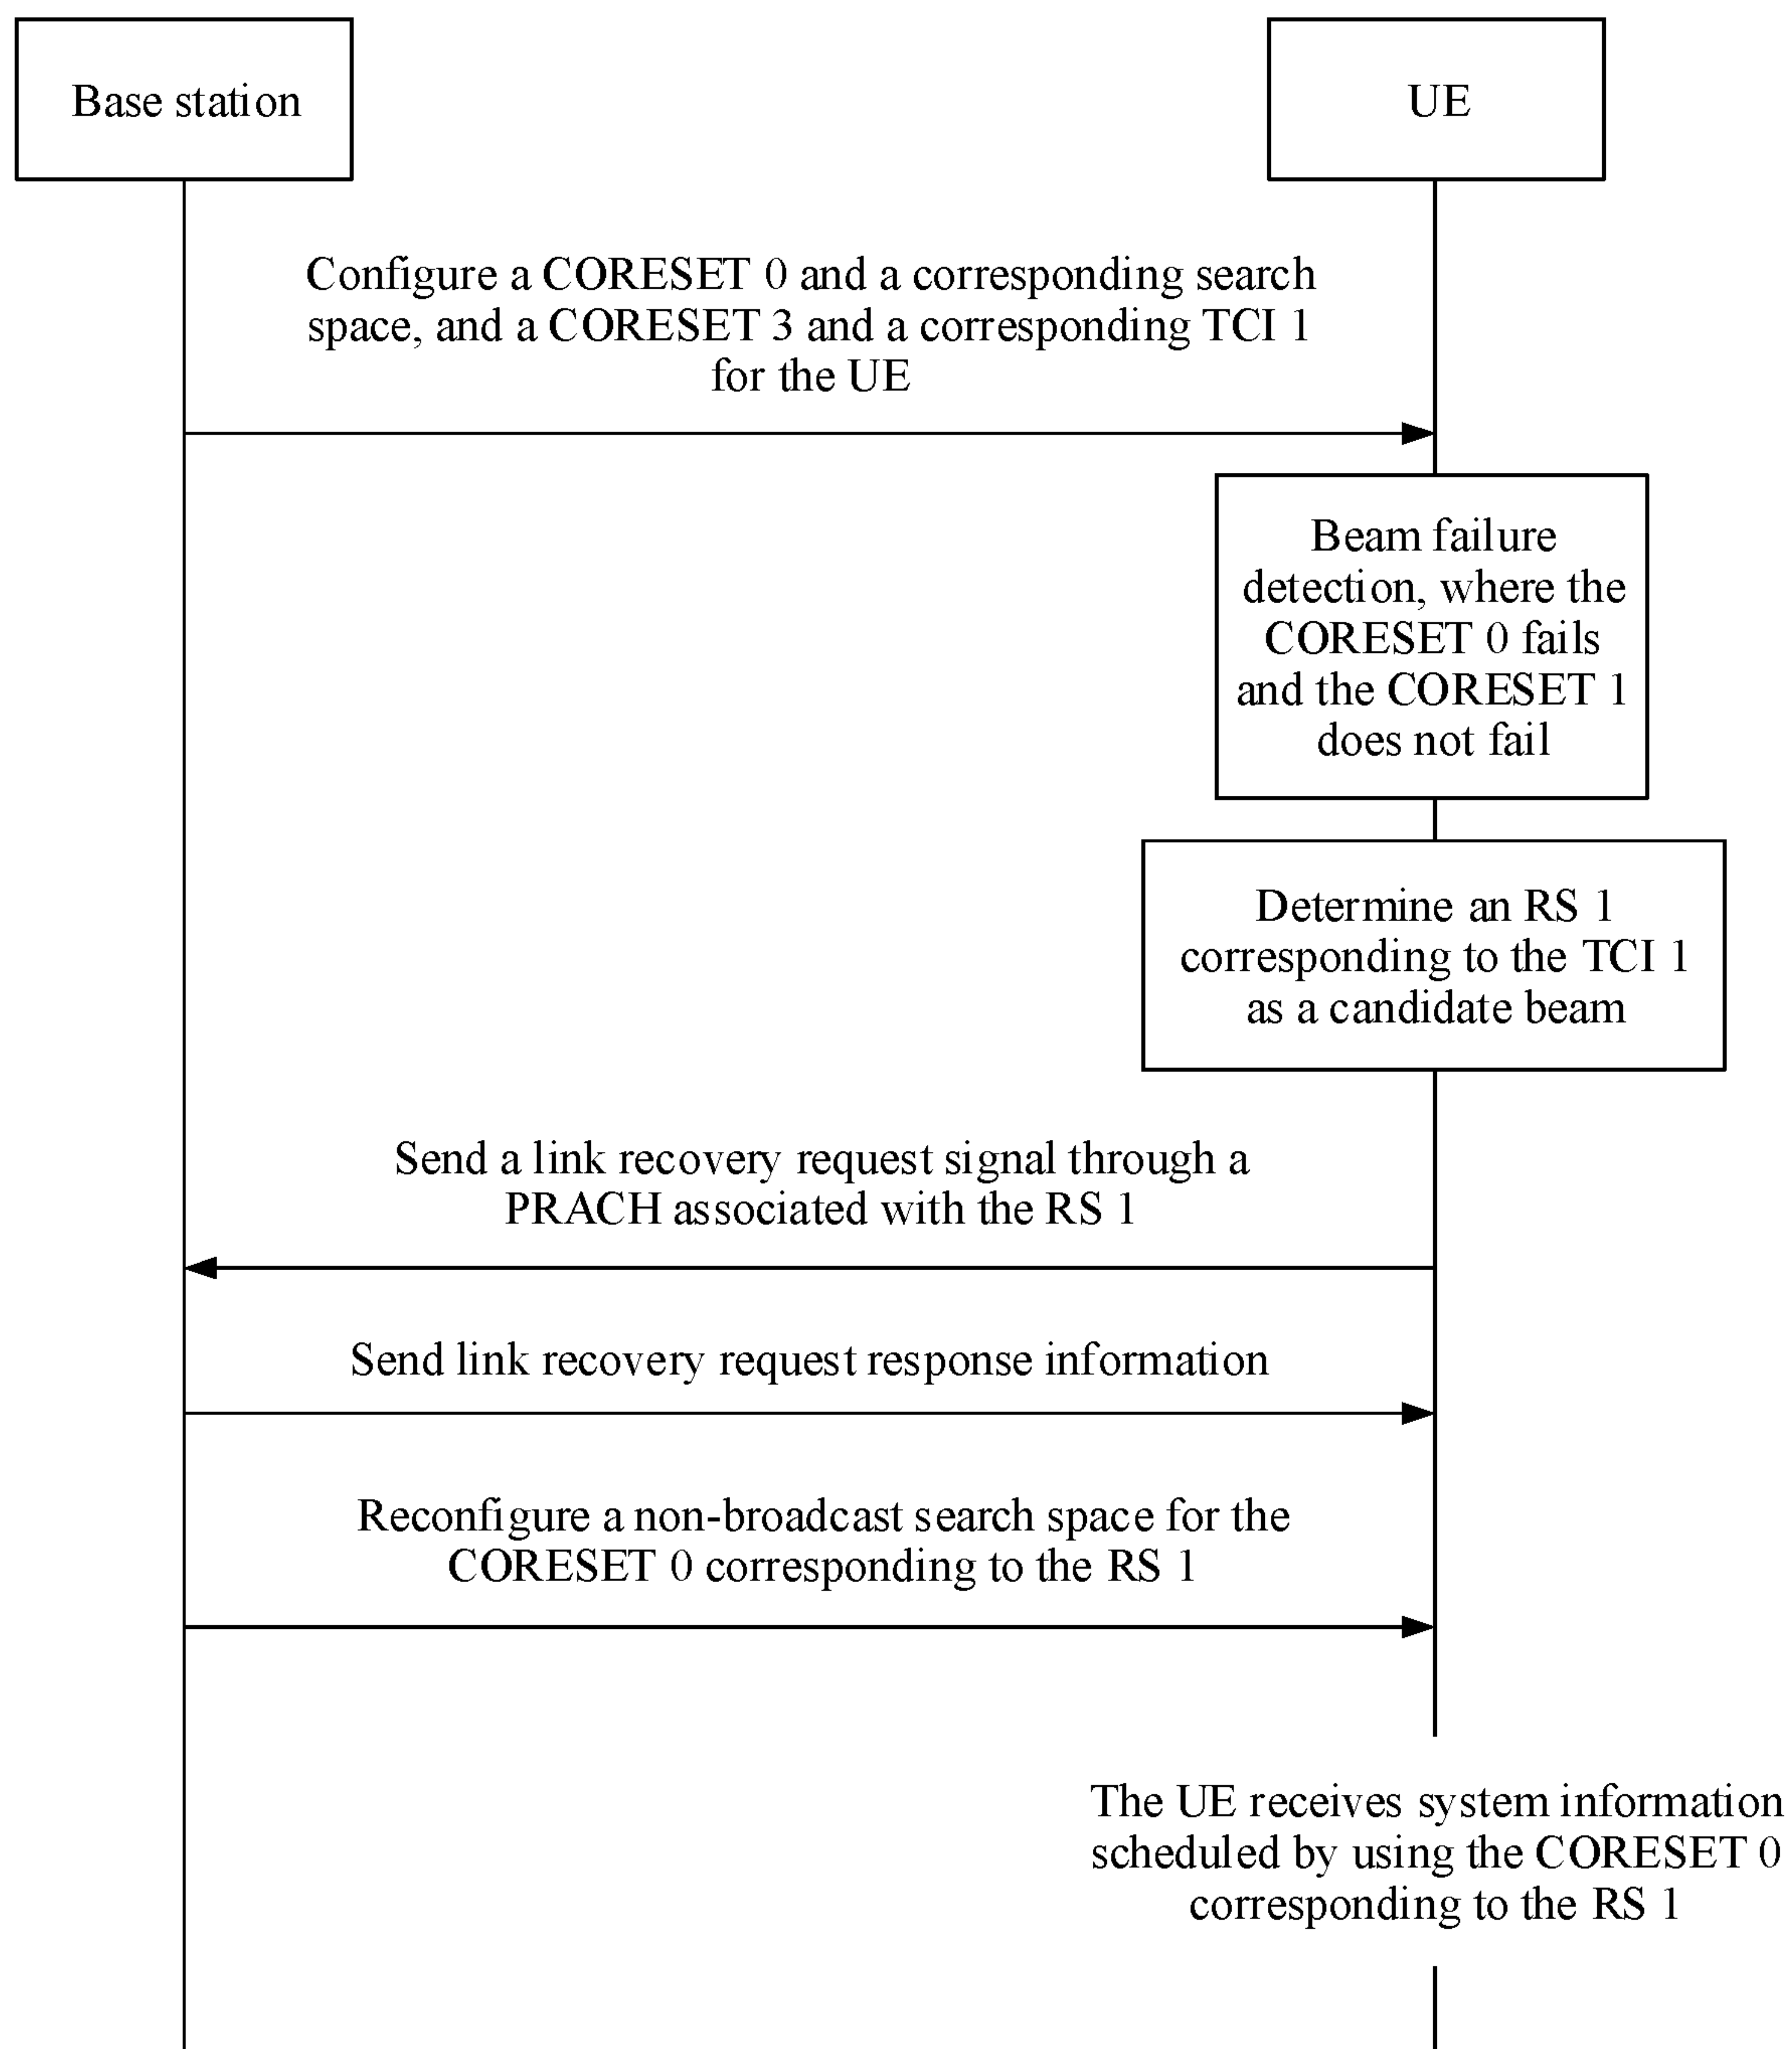 Base station
UE
Configure a CORESET 0 and a corresponding search
space, and a CORESET 3 and a corresponding TCI 1
for the UE
Beam failure
detection, where the
CORESET 0 fails
and the CORESET 1
does not fail
Determine an RS 1
corresponding to the TCI 1
as a candidate beam
Send a link recovery request signal through a
PRACH associated with the RS 1
Send link recovery request response information
Reconfigure a non-broadcast search space for the
CORESET 0 corresponding to the RS 1
The UE receives system information
scheduled by using the CORESET 0
corresponding to the RS 1